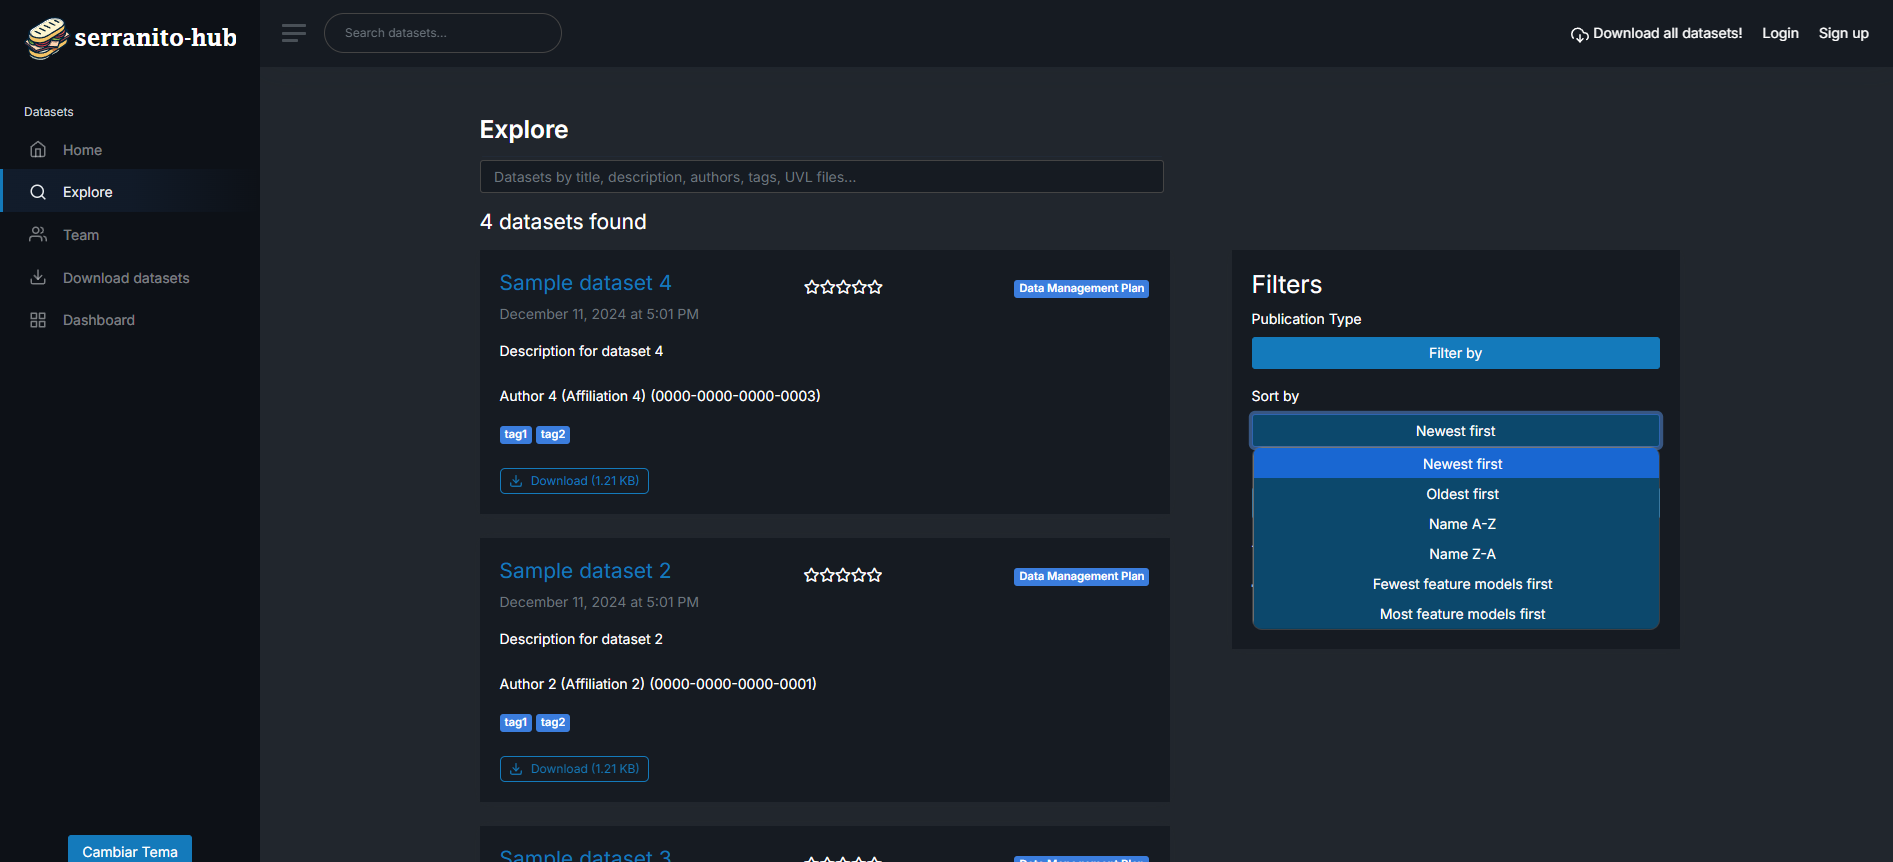 serranito-hub
Search datasets...
Download all datasets!
Login
Sign up
Datasets
Home
Explore
Team
Download datasets
Dashboard
Cambiar Tema
Explore
Datasets by title, description, authors, tags, UVL files...
4 datasets found
Sample dataset 4
Data Management Plan
December 11, 2024 at 5:01 PM
Description for dataset 4
Author 4 (Affiliation 4) (0000-0000-0000-0003)
tag1 tag2
Download (1.21 KB)
Sample dataset 2
Data Management Plan
December 11, 2024 at 5:01 PM
Description for dataset 2
Author 2 (Affiliation 2) (0000-0000-0000-0001)
tag1 tag2
Download (1.21 KB)
Sample dataset 3
Data Management Plan
Filters
Publication Type
Filter by
Sort by
Newest first
Newest first
Oldest first
Name A-Z
Name Z-A
Fewest feature models first
Most feature models first